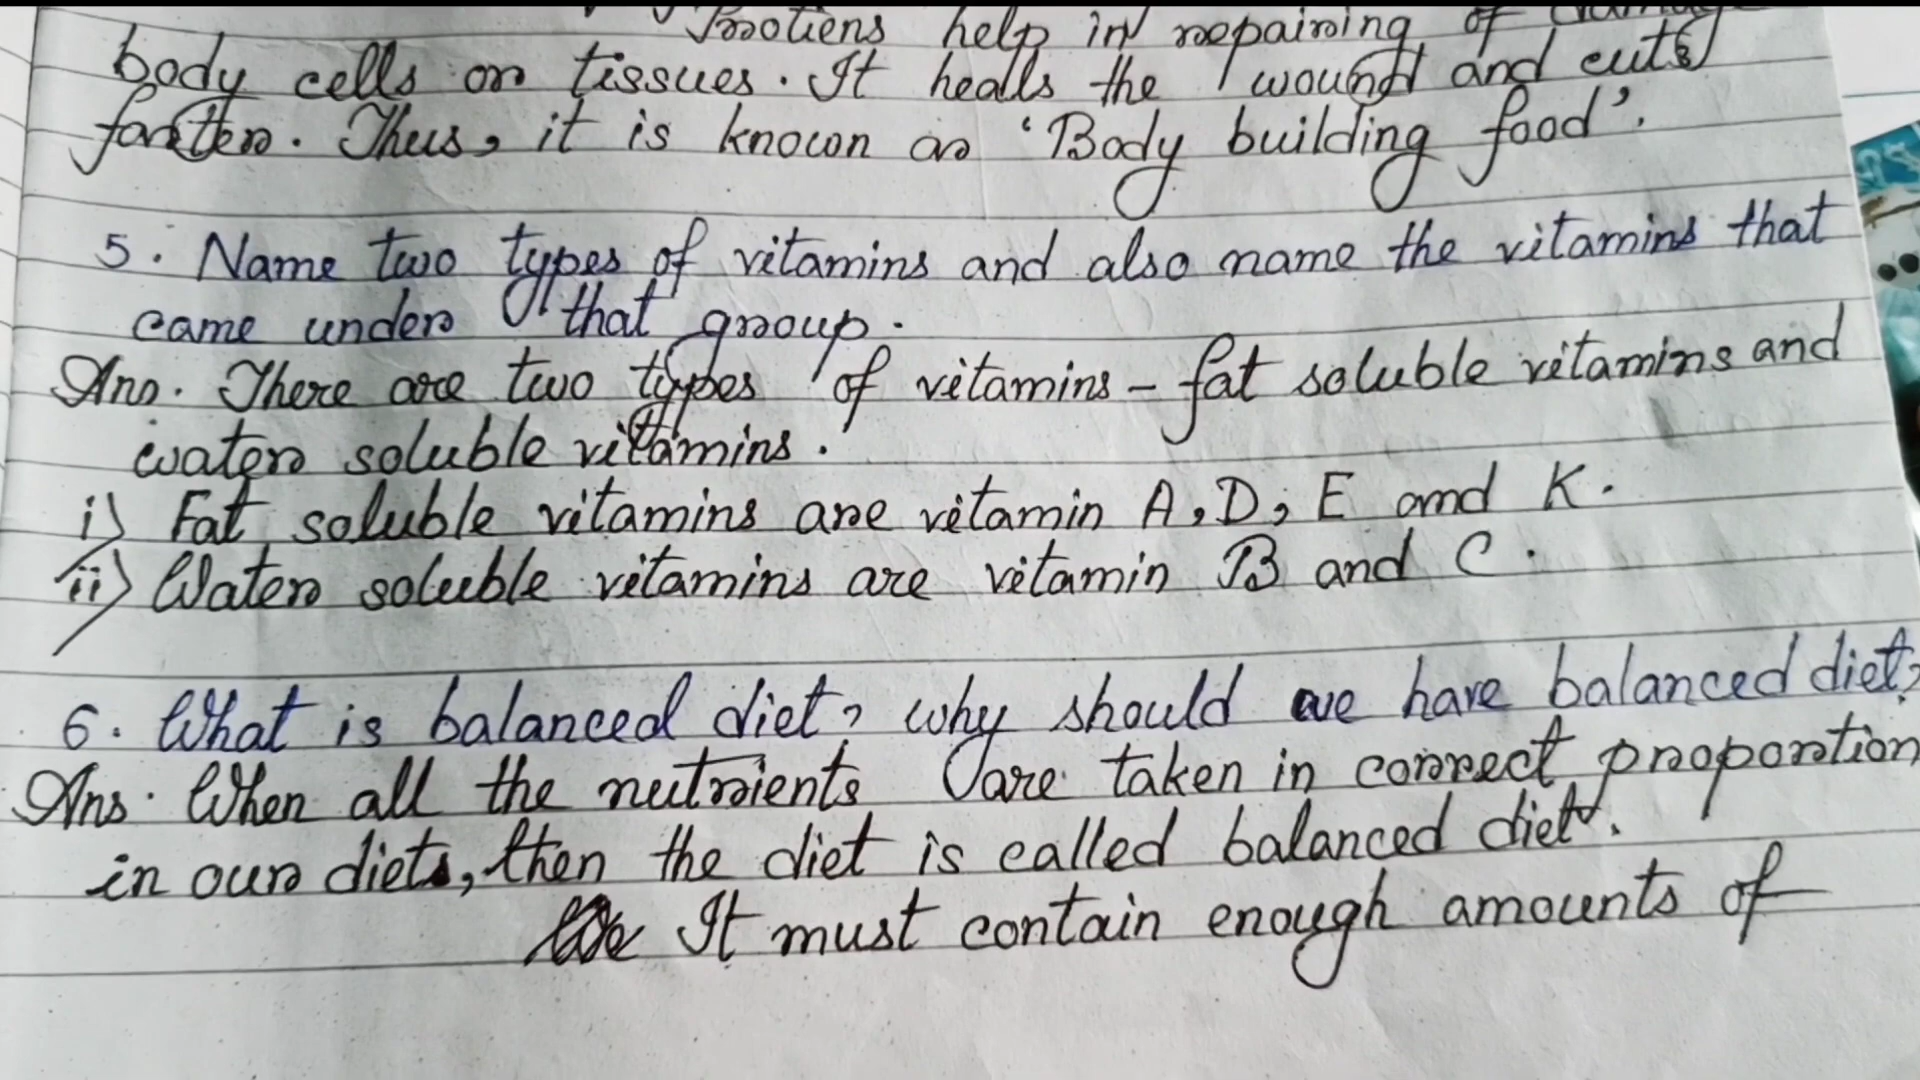 Protiens help in repairing of
body cells or tissues. It healls the wound and cuts
faster. Thus, it is known as 'Body building food'.
5. Name two types of vitamins and also name the vitamins that
came under that group.
Ans. There are two types of vitamins - fat soluble vitamins and
water soluble vitamins.
i) Fat soluble vitamins are vitamin A, D, E and K.
ii) Water soluble vitamins are vitamin B and C.
6. What is balanced diet? why should we have balanced diet?
Ans. When all the nutrients are taken in correct proportion
in our diets, then the diet is called balanced diet.
It must contain enough amounts of